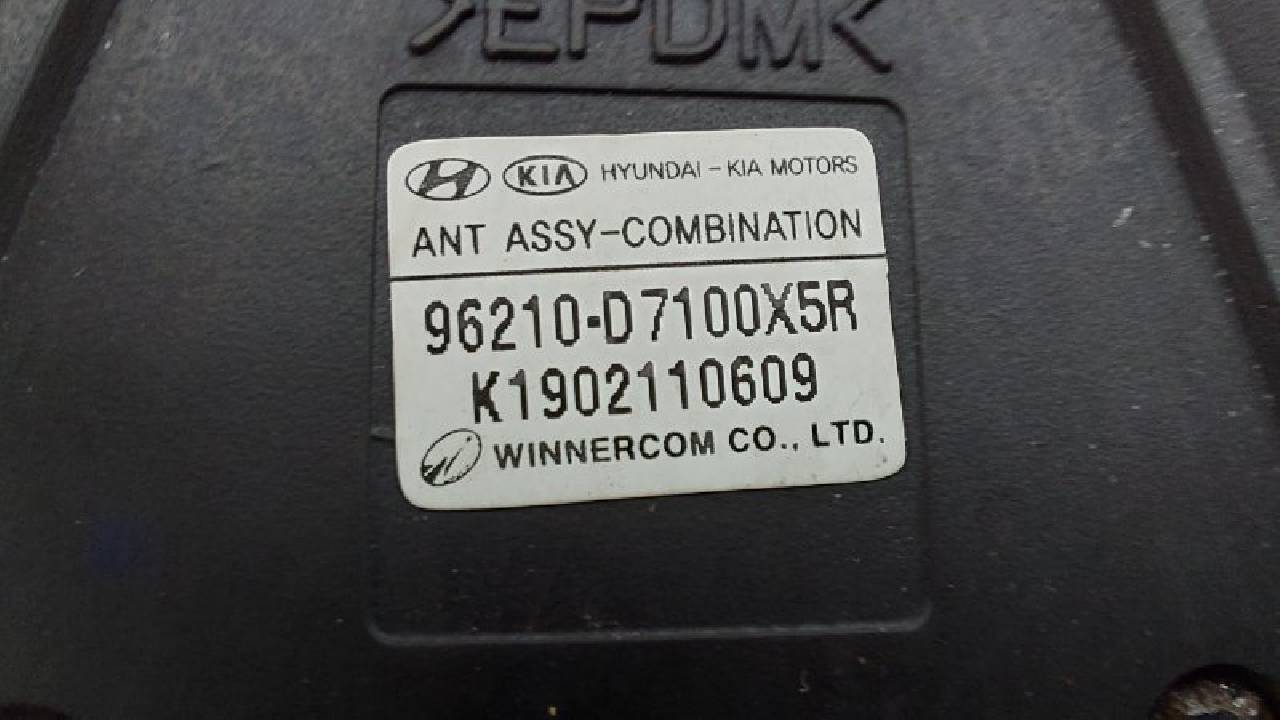 >EPDM<
KIA HYUNDAI - KIA MOTORS
ANT ASSY-COMBINATION
96210-D7100X5R
K1902110609
WINNERCOM CO., LTD.